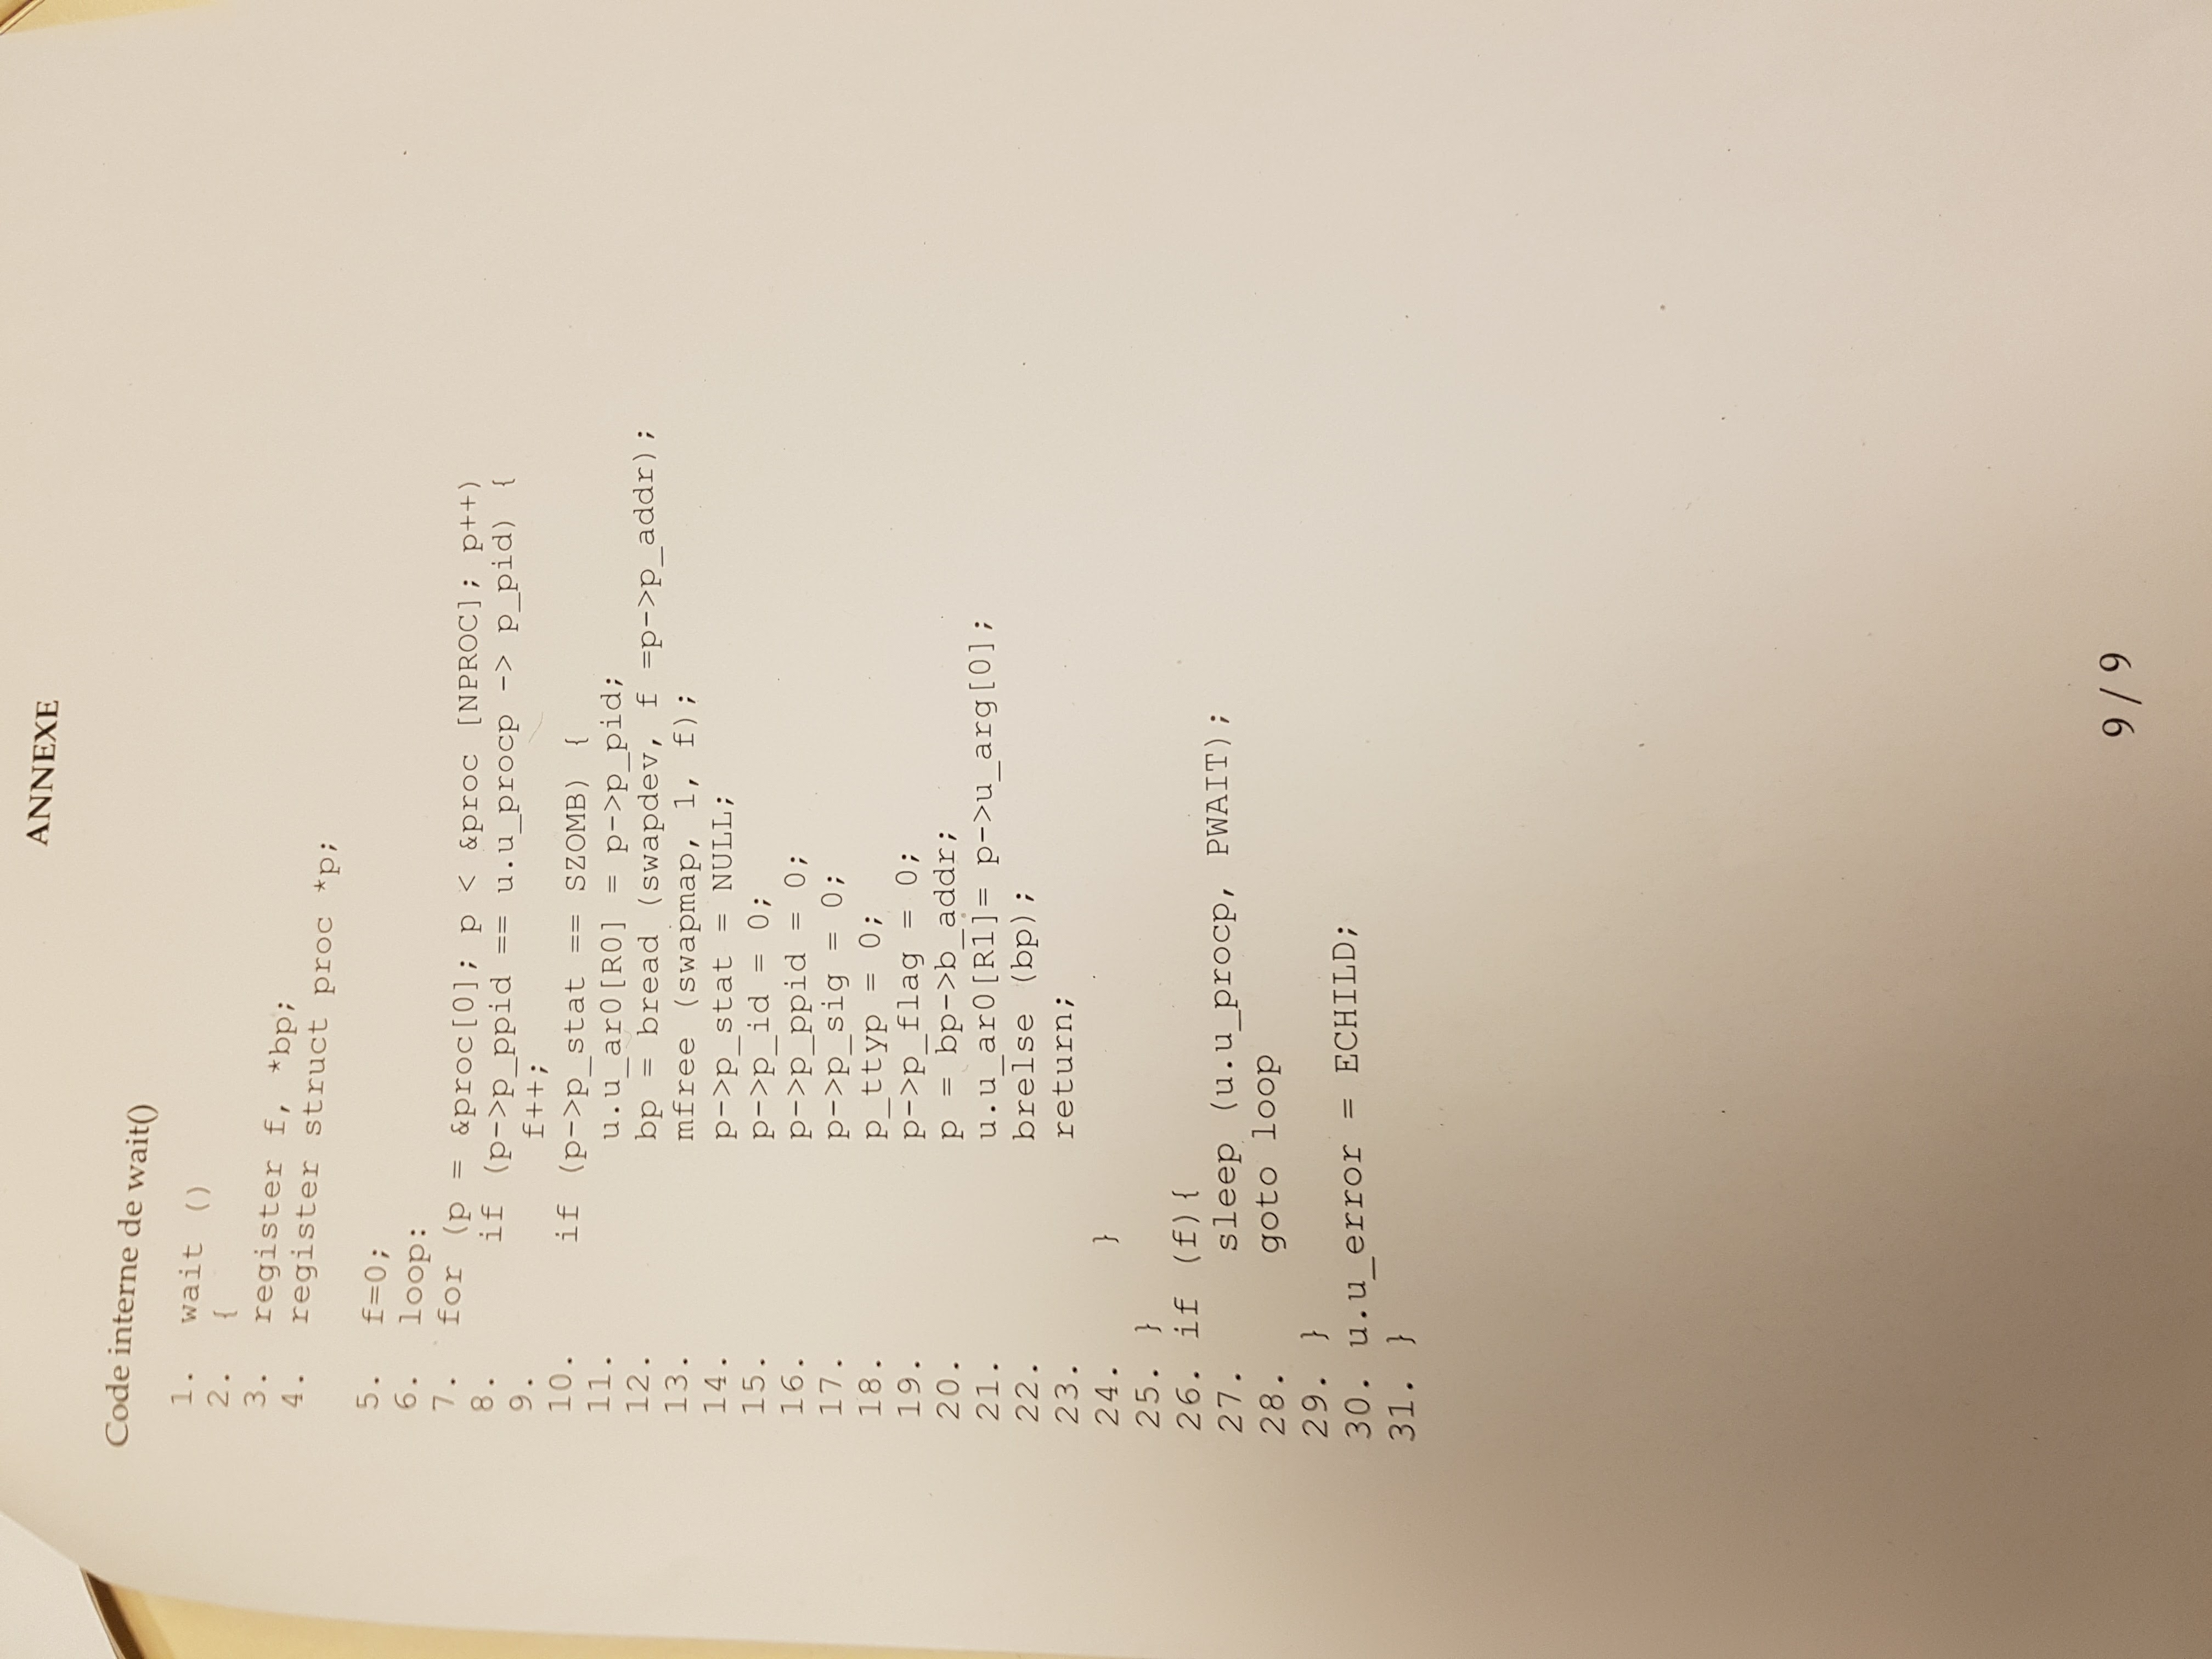 ANNEXE
Code interne de wait()
1. wait ()
2. {
3. register f, *bp;
4. register struct proc *p;
5. f=0;
6. loop:
7. for (p = &proc[0]; p < &proc [NPROC]; p++)
8. if (p->p_ppid == u.u_procp -> p_pid) {
9. f++;
10. if (p->p_stat == SZOMB) {
11. u.u_ar0[R0] = p->p_pid;
12. bp = bread (swapdev, f =p->p_addr);
13. mfree (swapmap, 1, f);
14. p->p_stat = NULL;
15. p->p_id = 0;
16. p->p_ppid = 0;
17. p->p_sig = 0;
18. p_ttyp = 0;
19. p->p_flag = 0;
20. p = bp->b_addr;
21. u.u_ar0[R1]= p->u_arg[0];
22. brelse (bp);
23. return;
24. }
25. }
26. if (f){
27. sleep (u.u_procp, PWAIT);
28. goto loop
29. }
30. u.u_error = ECHILD;
31. }
9 / 9